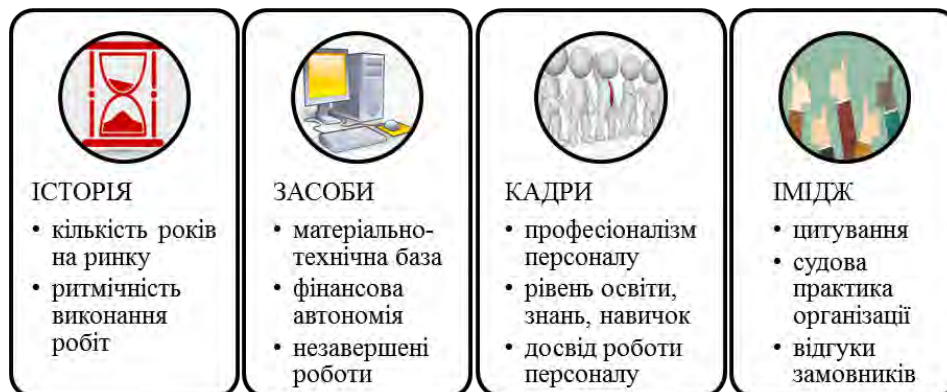 ІСТОРІЯ
• кількість років
на ринку
• ритмічність
виконання
робіт
ЗАСОБИ
• матеріально-
технічна база
• фінансова
автономія
• незавершені
роботи
КАДРИ
• професіоналізм
персоналу
• рівень освіти,
знань, навичок
• досвід роботи
персоналу
ІМІДЖ
• цитування
• судова
практика
організації
• відгуки
замовників